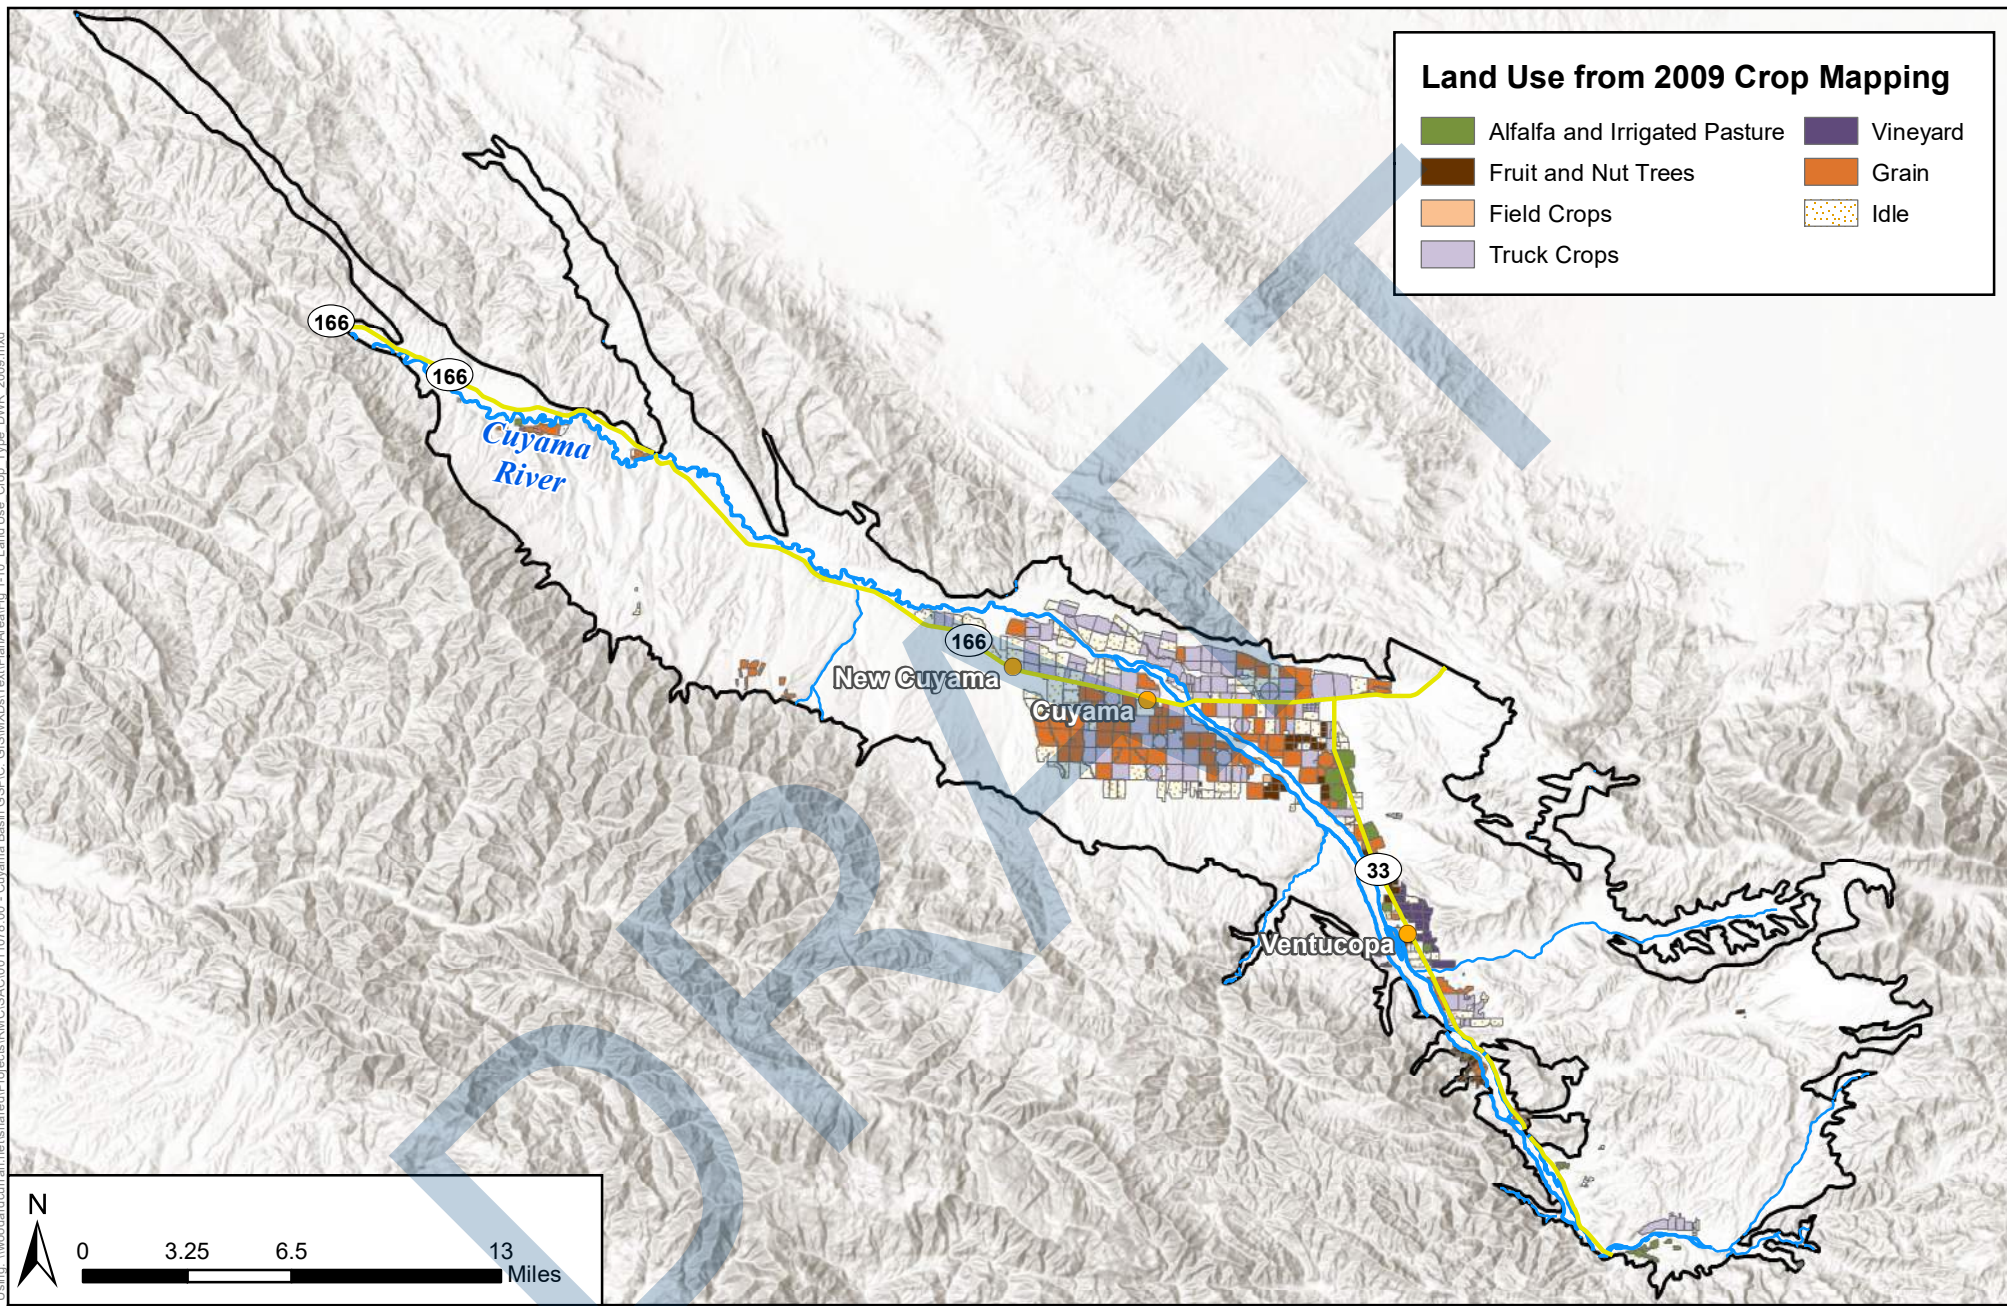 Land Use from 2009 Crop Mapping
Alfalfa and Irrigated Pasture
Vineyard
Fruit and Nut Trees
Grain
Field Crops
Idle
Truck Crops
166
166
Cuyama
River
166
New Cuyama
Cuyama
33
Ventucopa
DRAFT
N
0 3.25 6.5 13
Miles